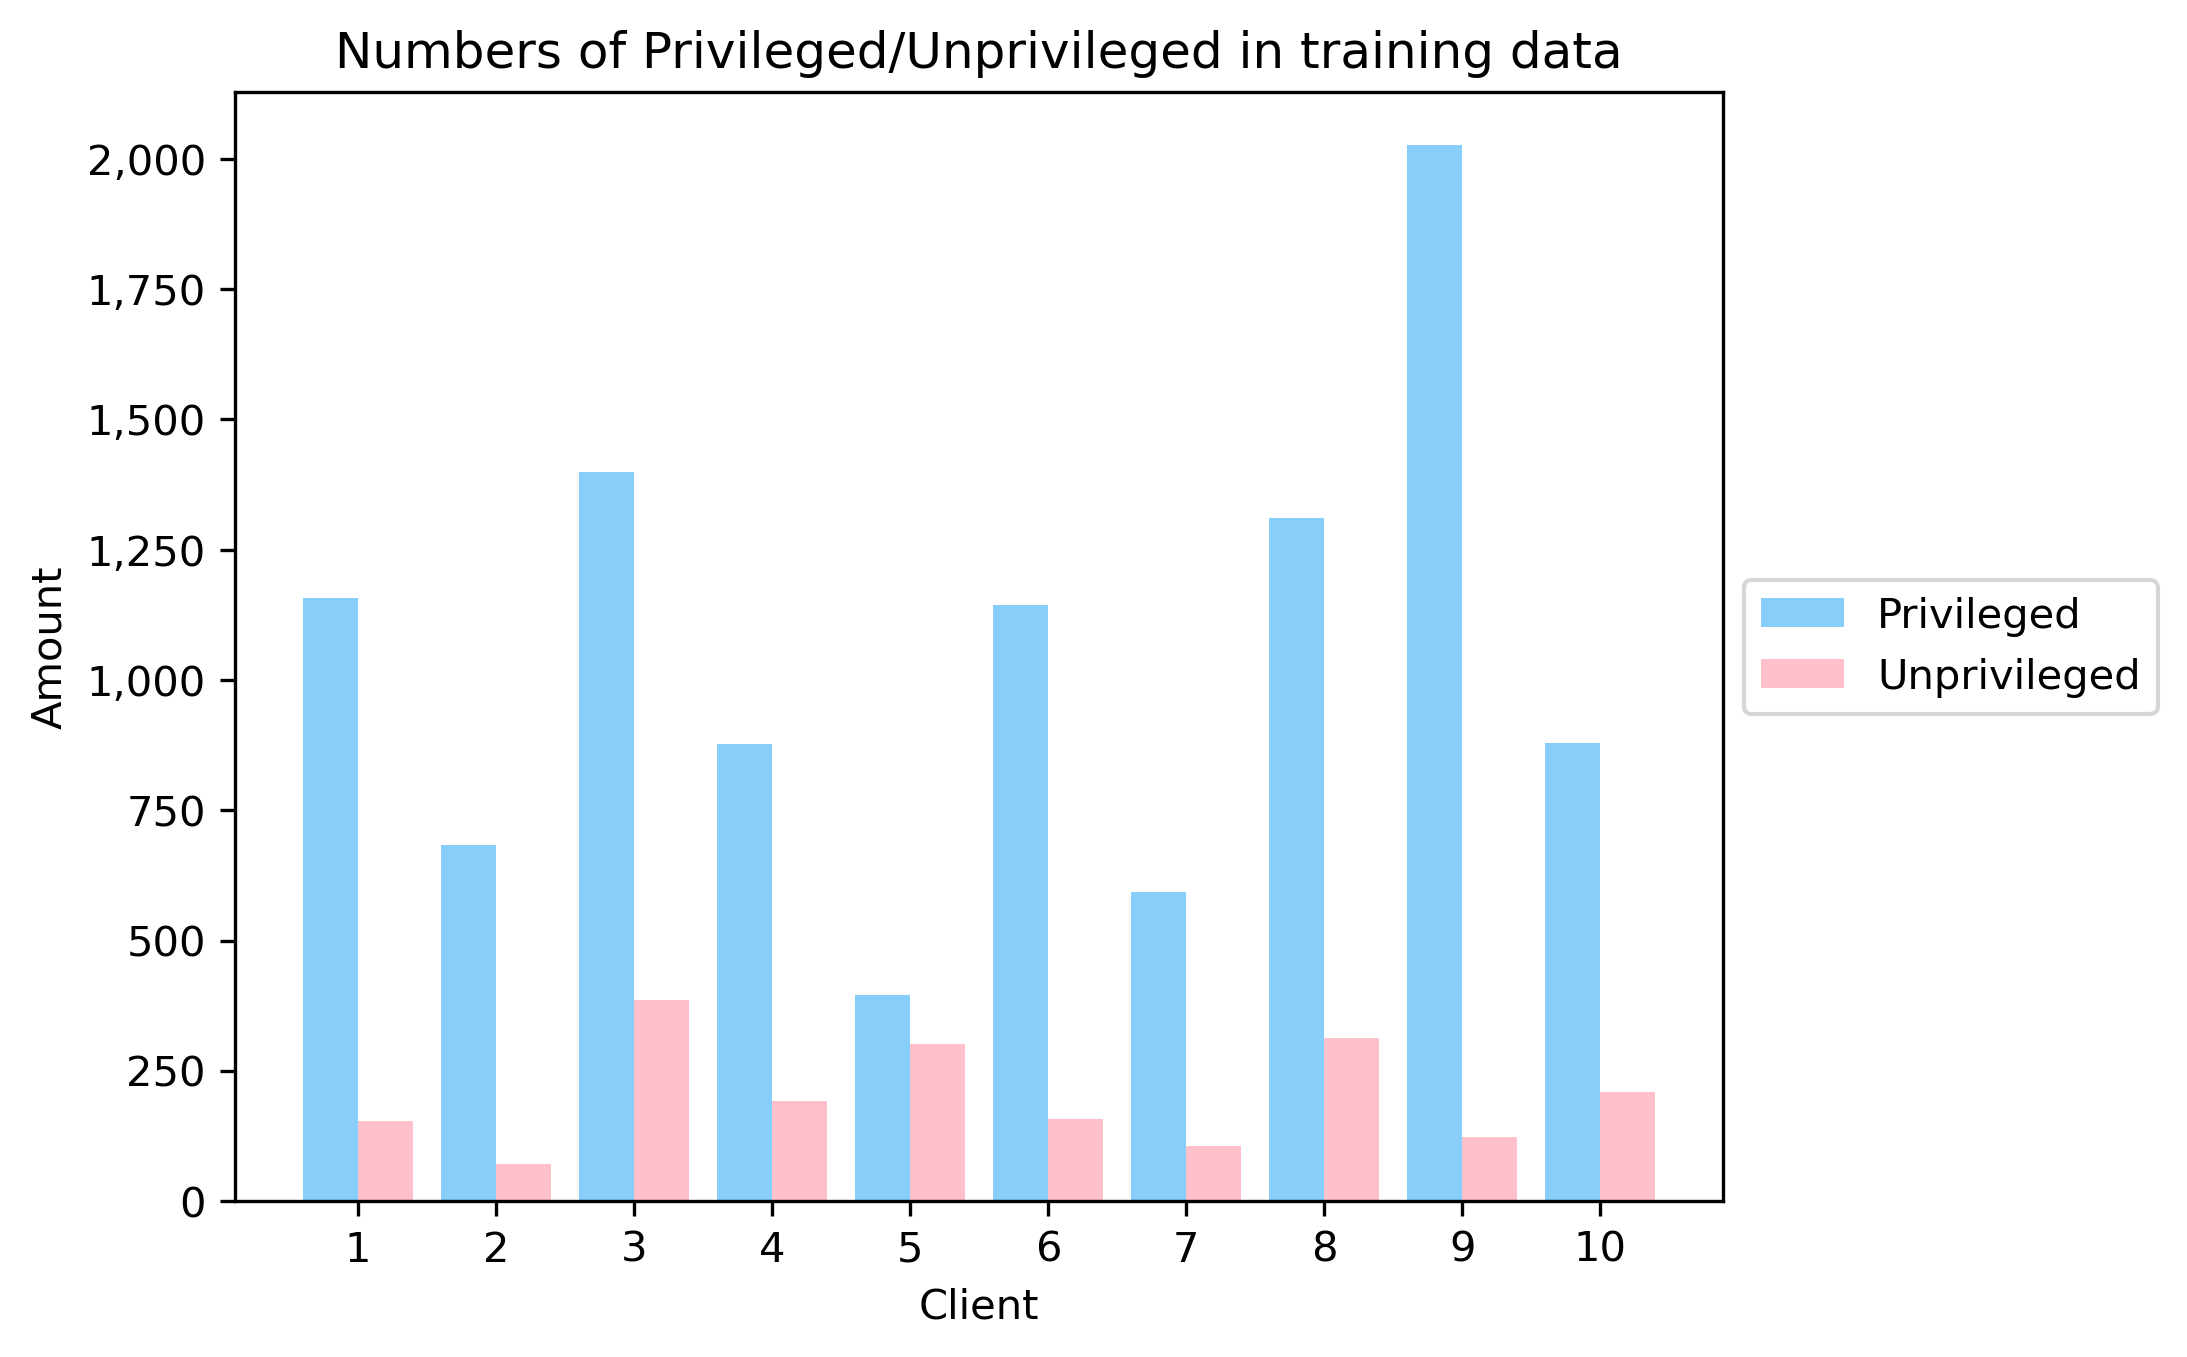 Numbers of Privileged/Unprivileged in training data
2,000
1,750
1,500
1,250
1,000
750
500
250
0
Amount
1 2 3 4 5 6 7 8 9 10
Client
Privileged
Unprivileged